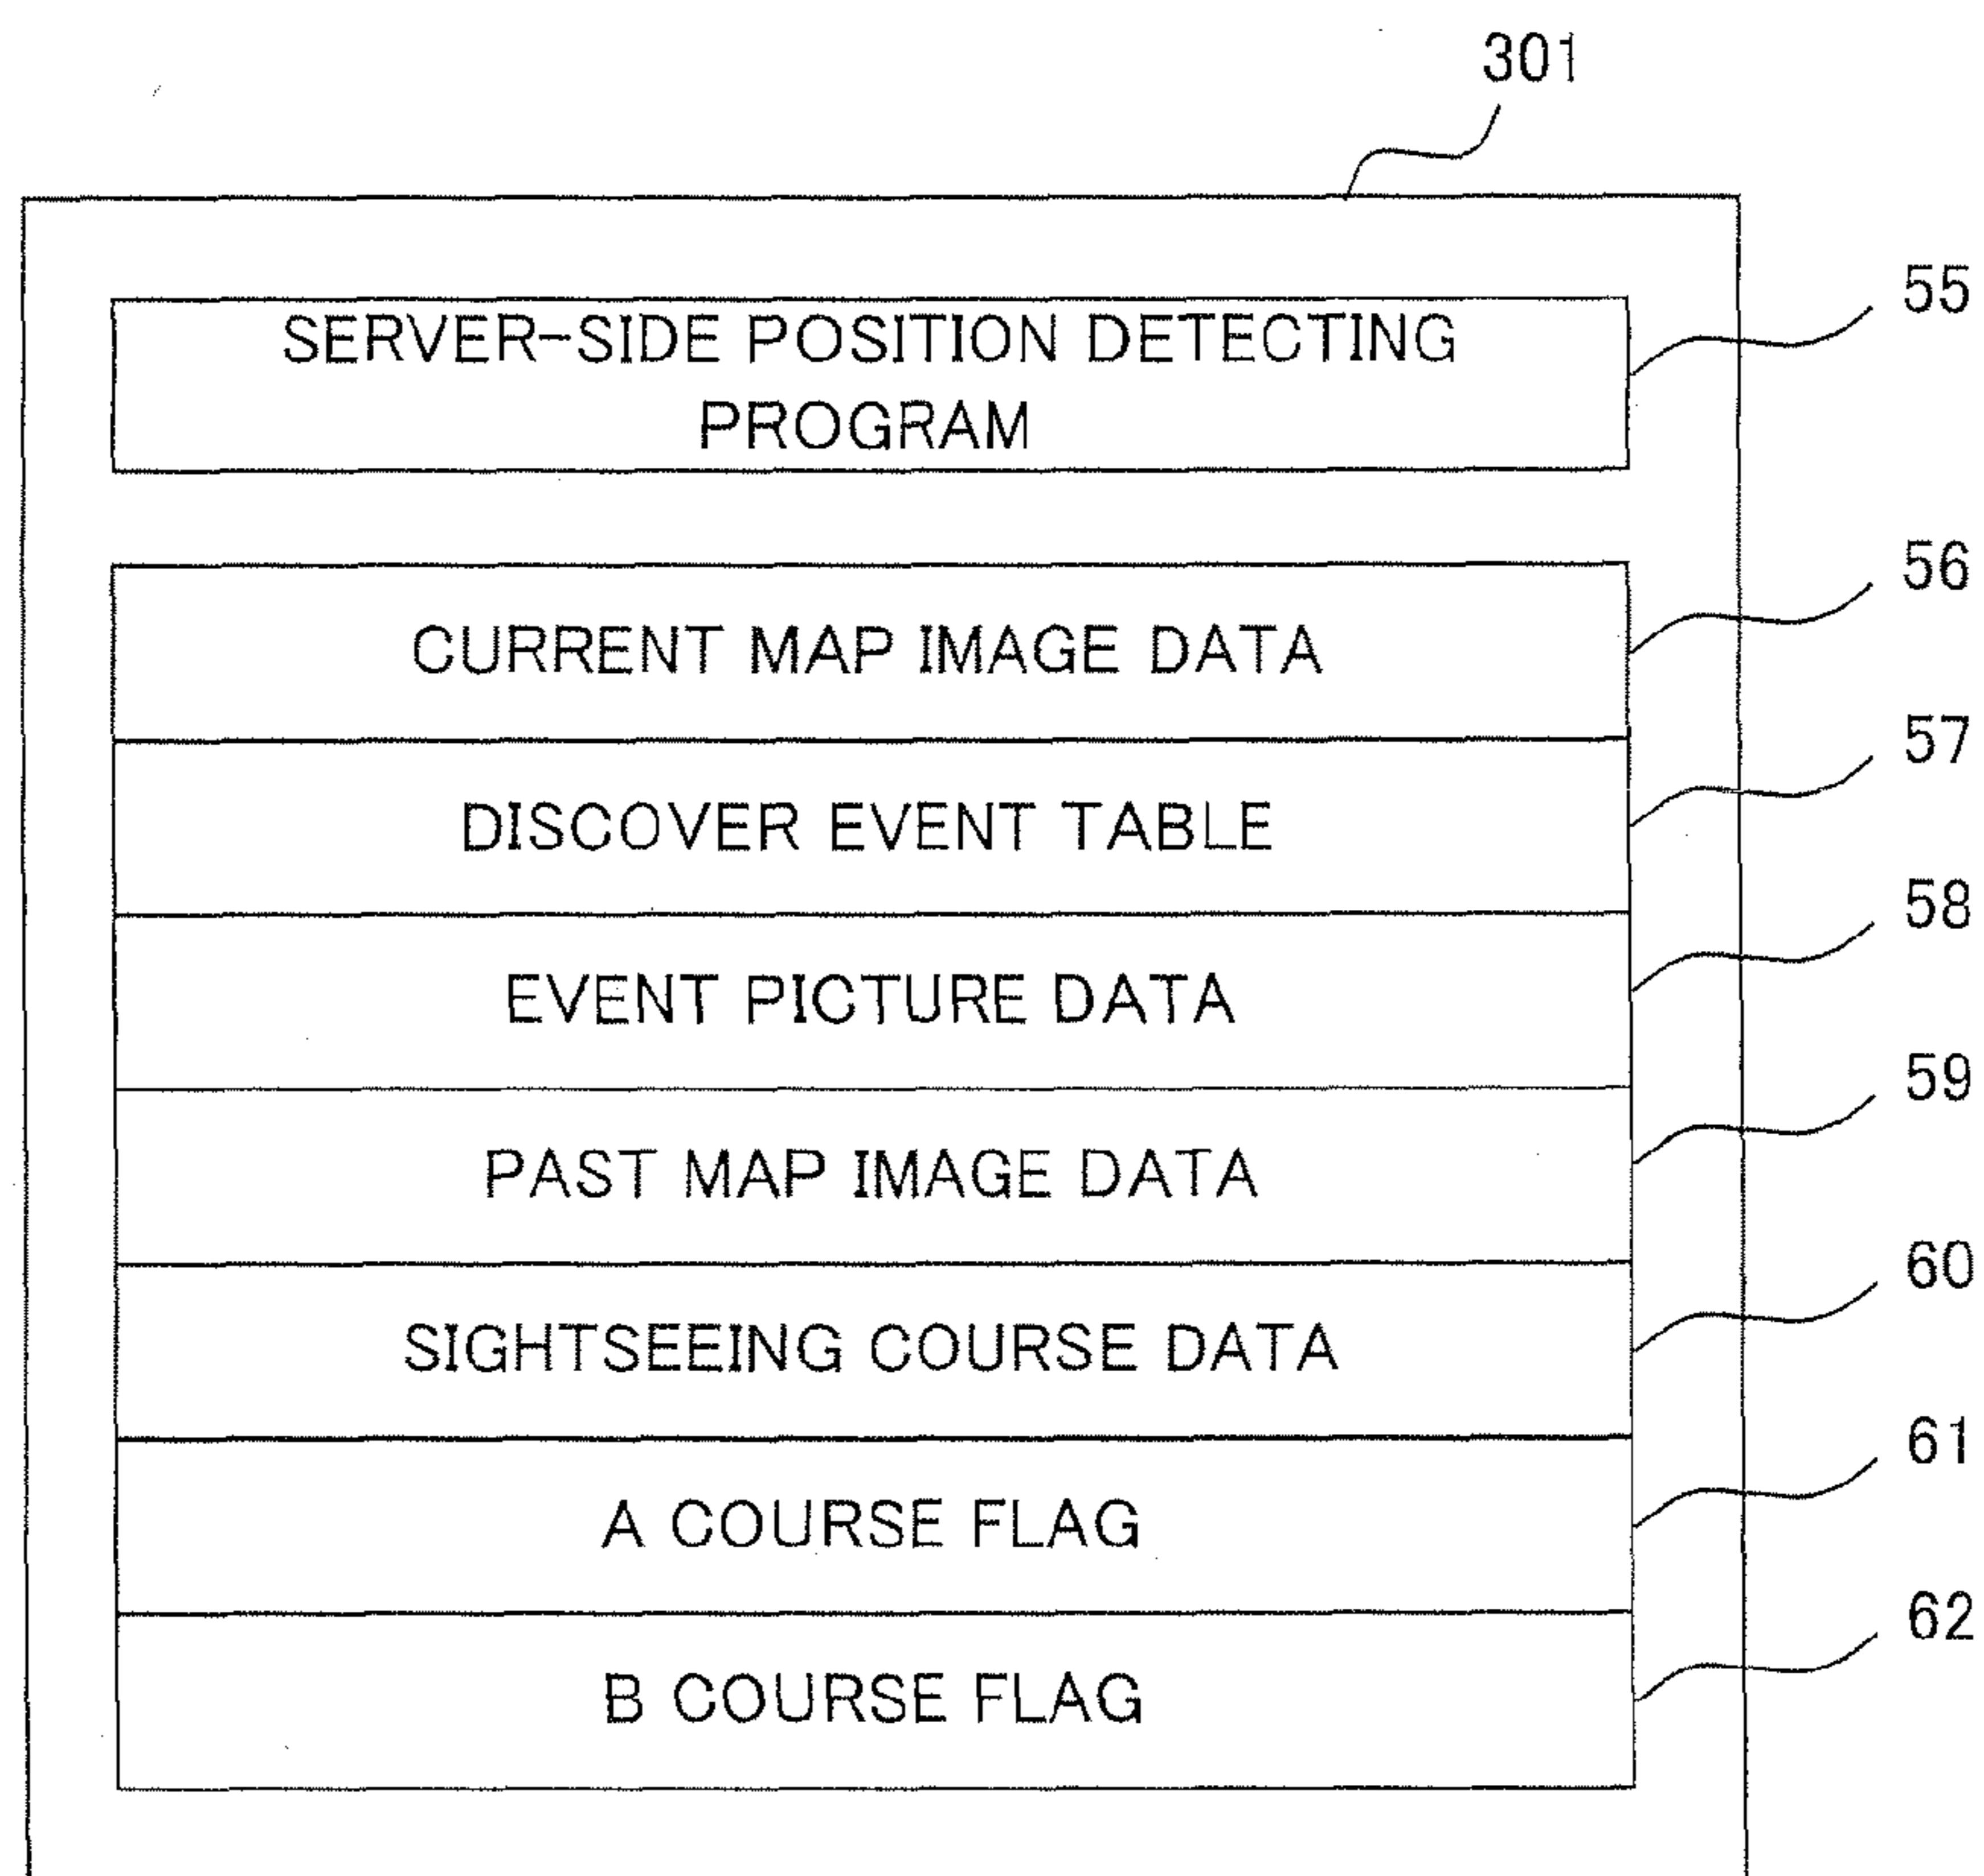 301
SERVER-SIDE POSITION DETECTING
PROGRAM
55
CURRENT MAP IMAGE DATA
56
DISCOVER EVENT TABLE
57
EVENT PICTURE DATA
58
PAST MAP IMAGE DATA
59
SIGHTSEEING COURSE DATA
60
A COURSE FLAG
61
B COURSE FLAG
62